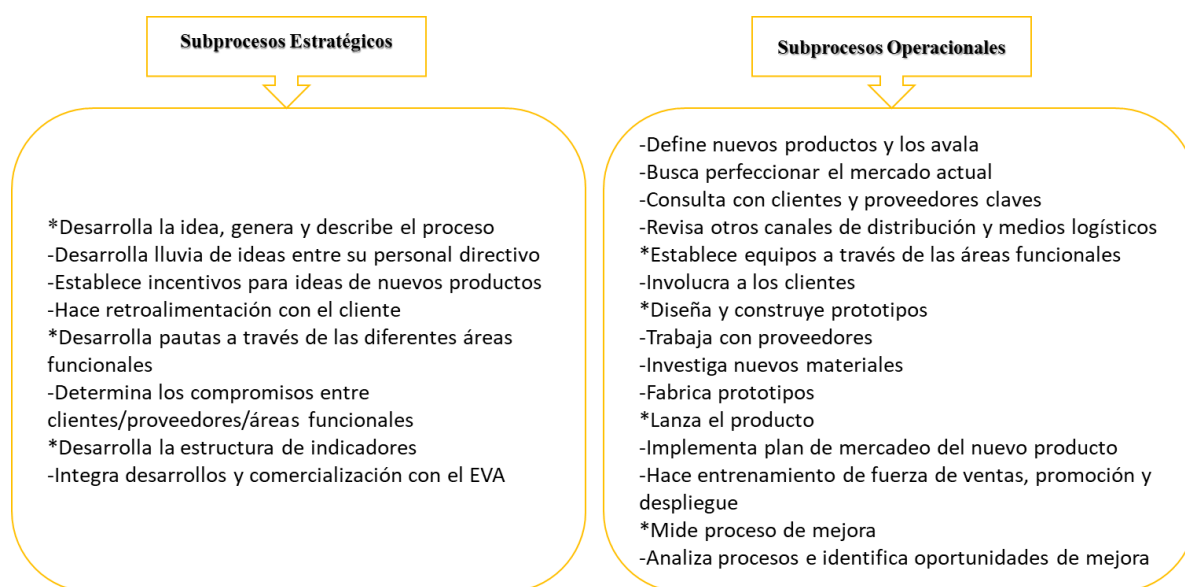 Subprocesos Estratégicos
*Desarrolla la idea, genera y describe el proceso
-Desarrolla lluvia de ideas entre su personal directivo
-Establece incentivos para ideas de nuevos productos
-Hace retroalimentación con el cliente
*Desarrolla pautas a través de las diferentes áreas
funcionales
-Determina los compromisos entre
clientes/proveedores/áreas funcionales
*Desarrolla la estructura de indicadores
-Integra desarrollos y comercialización con el EVA
Subprocesos Operacionales
-Define nuevos productos y los avala
-Busca perfeccionar el mercado actual
-Consulta con clientes y proveedores claves
-Revisa otros canales de distribución y medios logísticos
*Establece equipos a través de las áreas funcionales
-Involucra a los clientes
*Diseña y construye prototipos
-Trabaja con proveedores
-Investiga nuevos materiales
-Fabrica prototipos
*Lanza el producto
-Implementa plan de mercadeo del nuevo producto
-Hace entrenamiento de fuerza de ventas, promoción y
despliegue
*Mide proceso de mejora
-Analiza procesos e identifica oportunidades de mejora